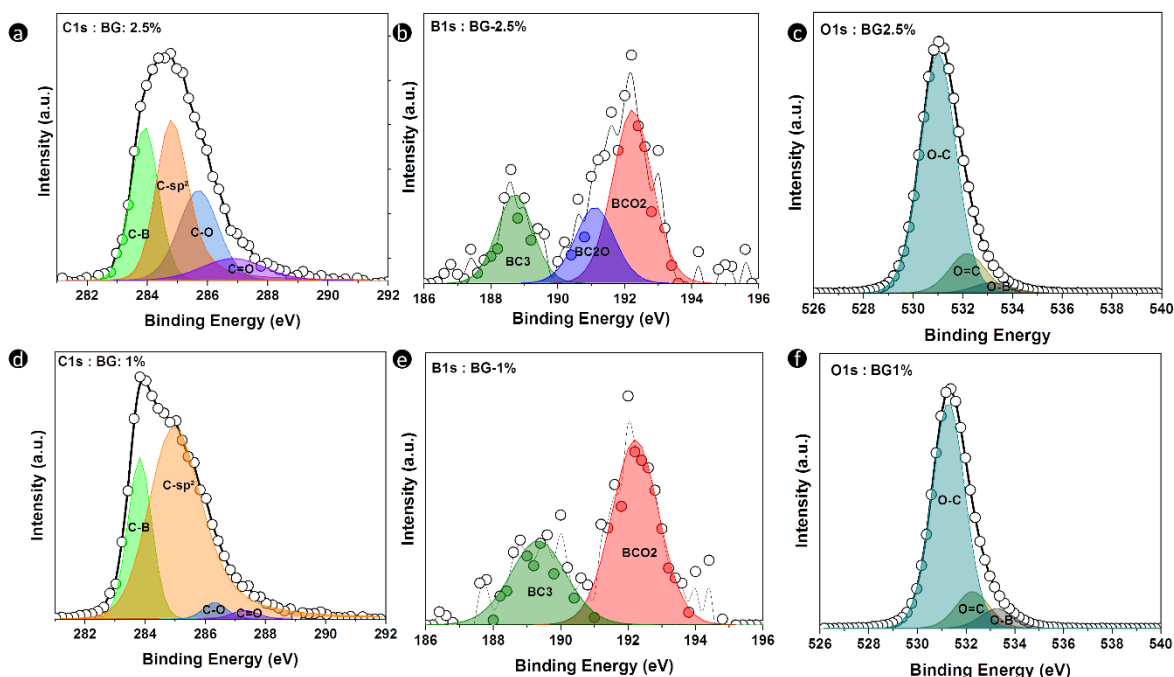 a
C1s : BG: 2.5%
Intensity (a.u.)
C-B
C-sp²
C-O
C=O
282 284 286 288 290 292
Binding Energy (eV)
b
B1s : BG-2.5%
Intensity (a.u.)
BC3
BC2O
BCO2
186 188 190 192 194 196
Binding Energy (eV)
c
O1s : BG2.5%
Intensity (a.u.)
O-C
O=C
O-B
526 528 530 532 534 536 538 540
Binding Energy
d
C1s : BG: 1%
Intensity (a.u.)
C-B
C-sp²
C-O
C=O
282 284 286 288 290 292
Binding Energy (eV)
e
B1s : BG-1%
Intensity (a.u.)
BC3
BCO2
186 188 190 192 194 196
Binding Energy (eV)
f
O1s : BG1%
Intensity (a.u.)
O-C
O=C
O-B
526 528 530 532 534 536 538 540
Binding Energy (eV)